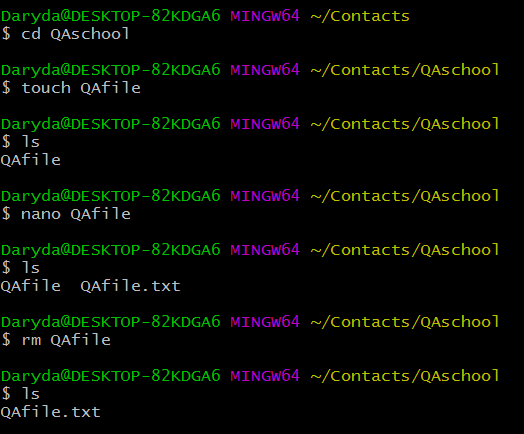 Daryda@DESKTOP-82KDGA6 MINGW64 ~/Contacts
$ cd QAschool
Daryda@DESKTOP-82KDGA6 MINGW64 ~/Contacts/QAschool
$ touch QAfile
Daryda@DESKTOP-82KDGA6 MINGW64 ~/Contacts/QAschool
$ ls
QAfile
Daryda@DESKTOP-82KDGA6 MINGW64 ~/Contacts/QAschool
$ nano QAfile
Daryda@DESKTOP-82KDGA6 MINGW64 ~/Contacts/QAschool
$ ls
QAfile  QAfile.txt
Daryda@DESKTOP-82KDGA6 MINGW64 ~/Contacts/QAschool
$ rm QAfile
Daryda@DESKTOP-82KDGA6 MINGW64 ~/Contacts/QAschool
$ ls
QAfile.txt